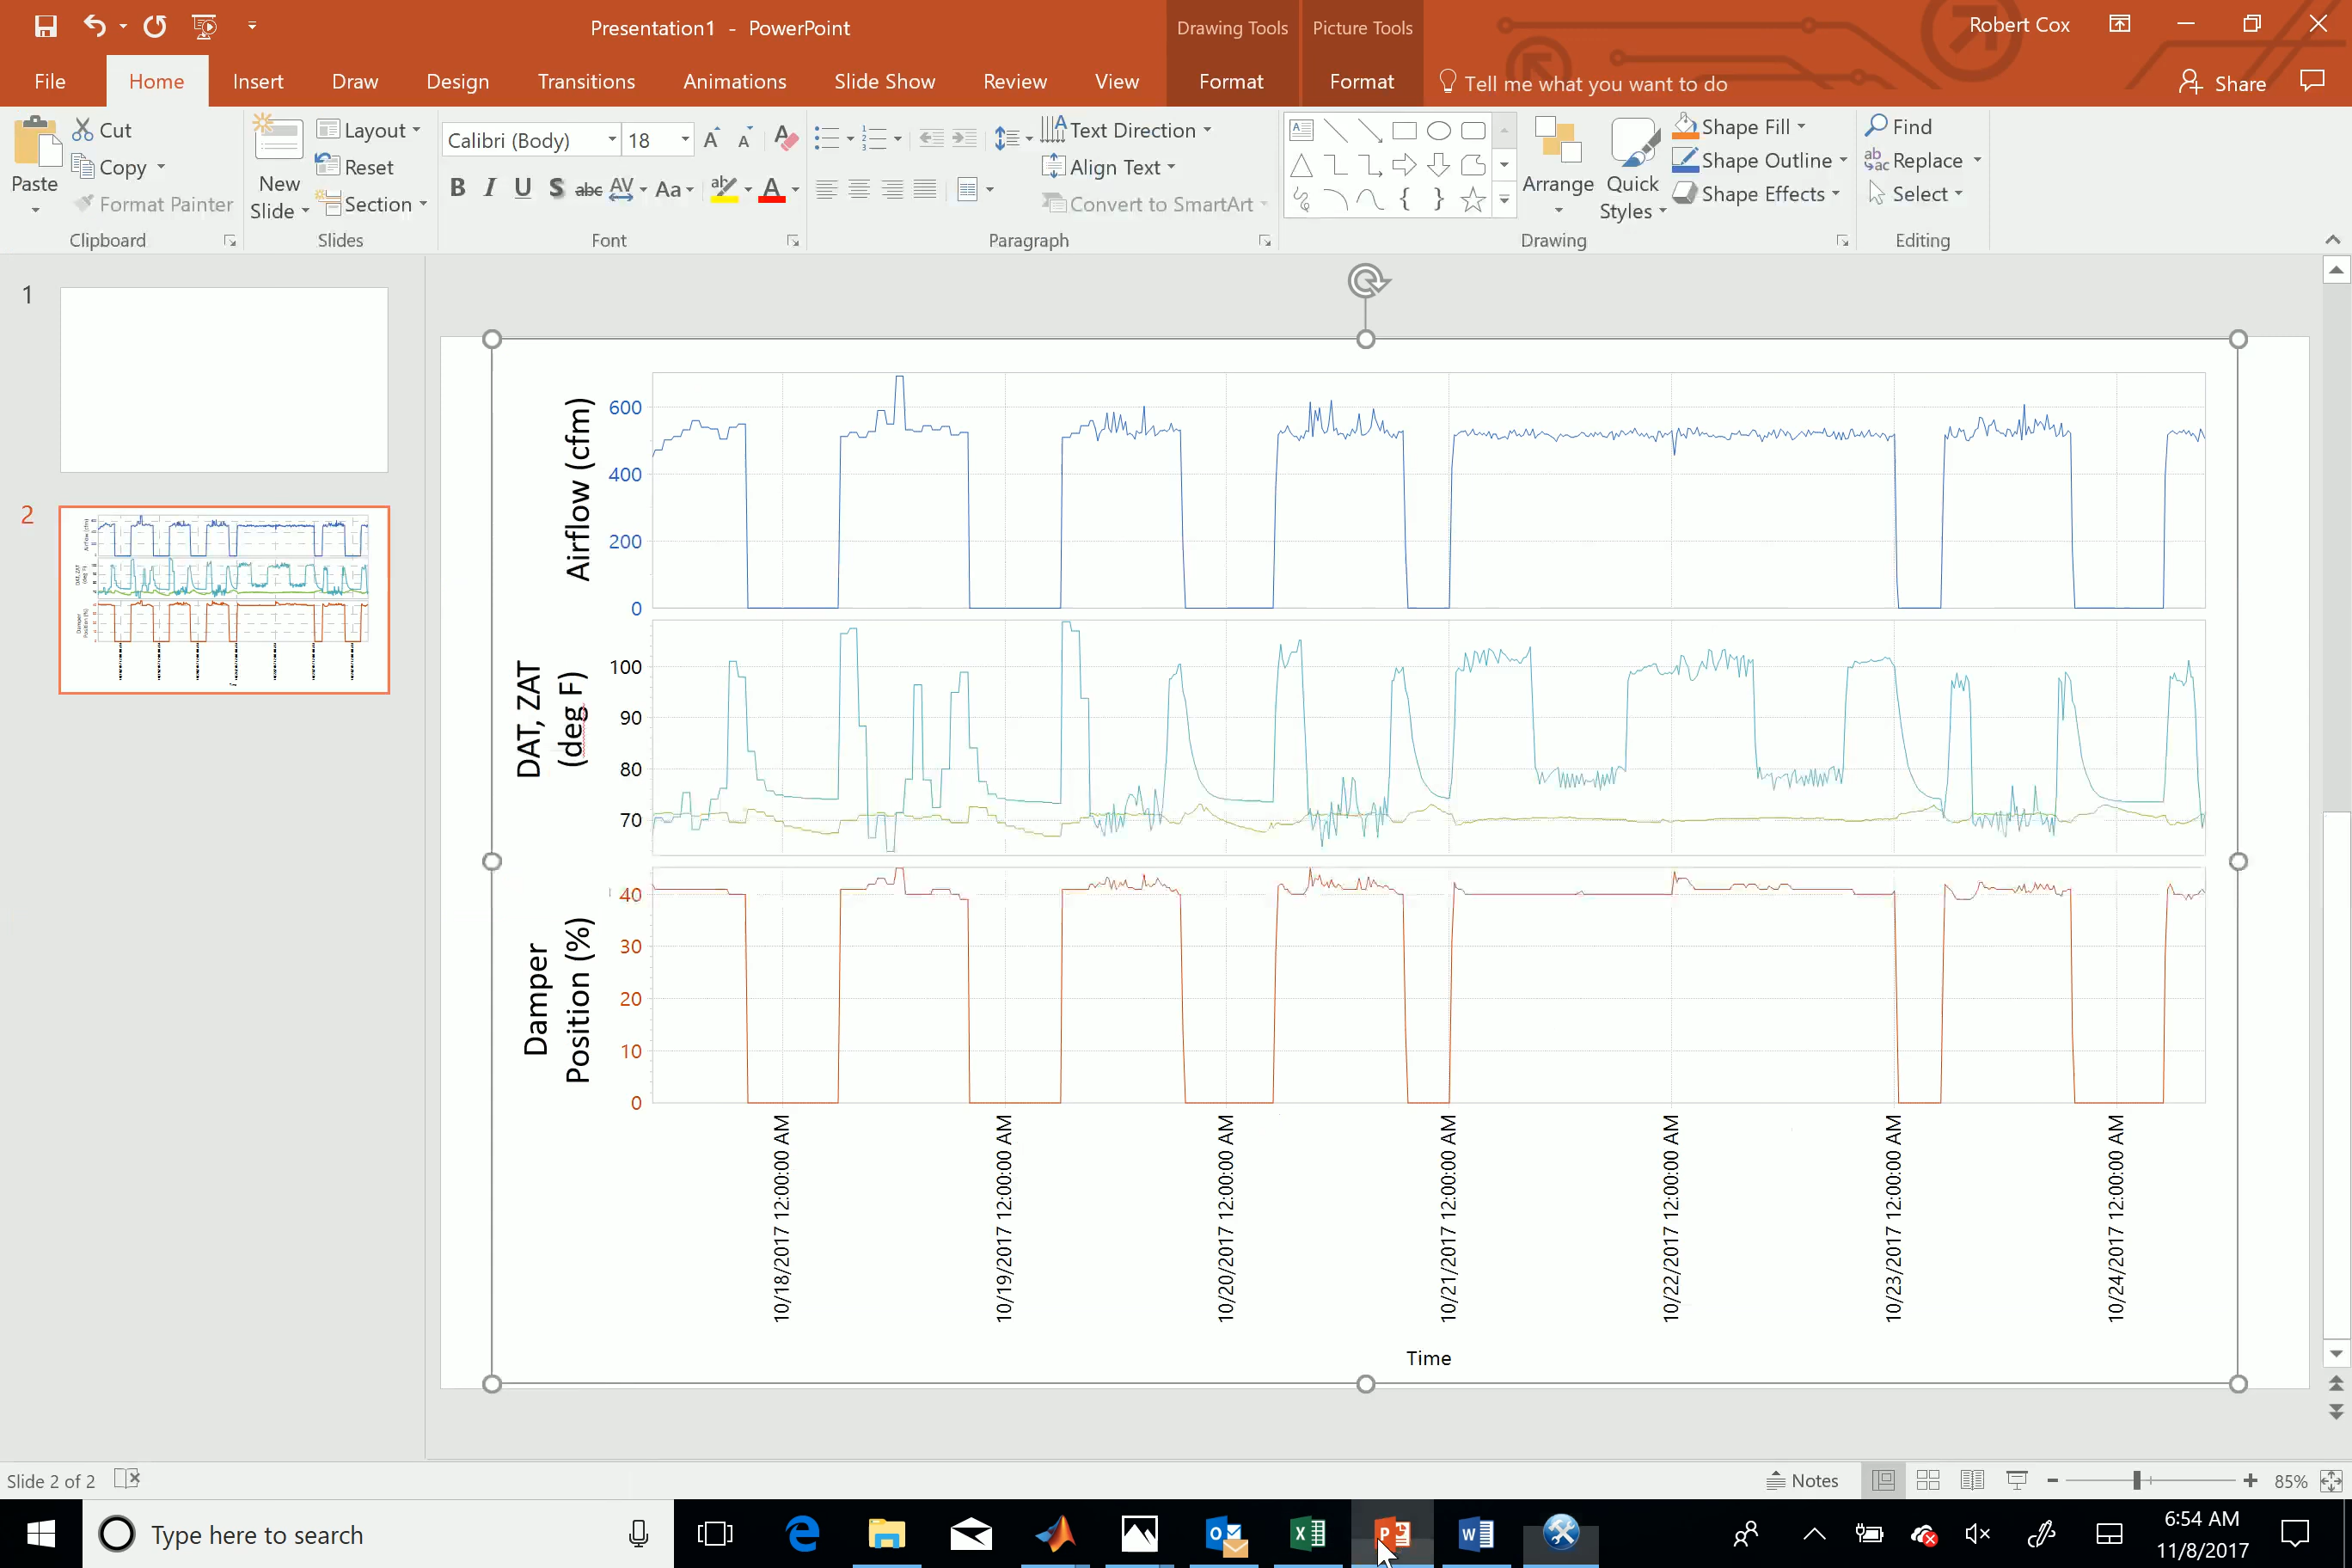 Presentation1 - PowerPoint
Drawing Tools
Picture Tools
Robert Cox
File
Home
Insert
Draw
Design
Transitions
Animations
Slide Show
Review
View
Format
Format
Tell me what you want to do
Share
Paste
Cut
Copy
Format Painter
Clipboard
New
Slide
Layout
Reset
Section
Slides
Calibri (Body)
18
Font
Text Direction
Align Text
Convert to SmartArt
Paragraph
Arrange
Quick
Styles
Shape Fill
Shape Outline
Shape Effects
Drawing
Find
Replace
Select
Editing
1
2
Airflow (cfm)
600
400
200
0
DAT, ZAT
(deg F)
100
90
80
70
Damper
Position (%)
40
30
20
10
0
10/18/2017 12:00:00 AM
10/19/2017 12:00:00 AM
10/20/2017 12:00:00 AM
10/21/2017 12:00:00 AM
10/22/2017 12:00:00 AM
10/23/2017 12:00:00 AM
10/24/2017 12:00:00 AM
Time
Slide 2 of 2
Notes
85%
Type here to search
6:54 AM
11/8/2017